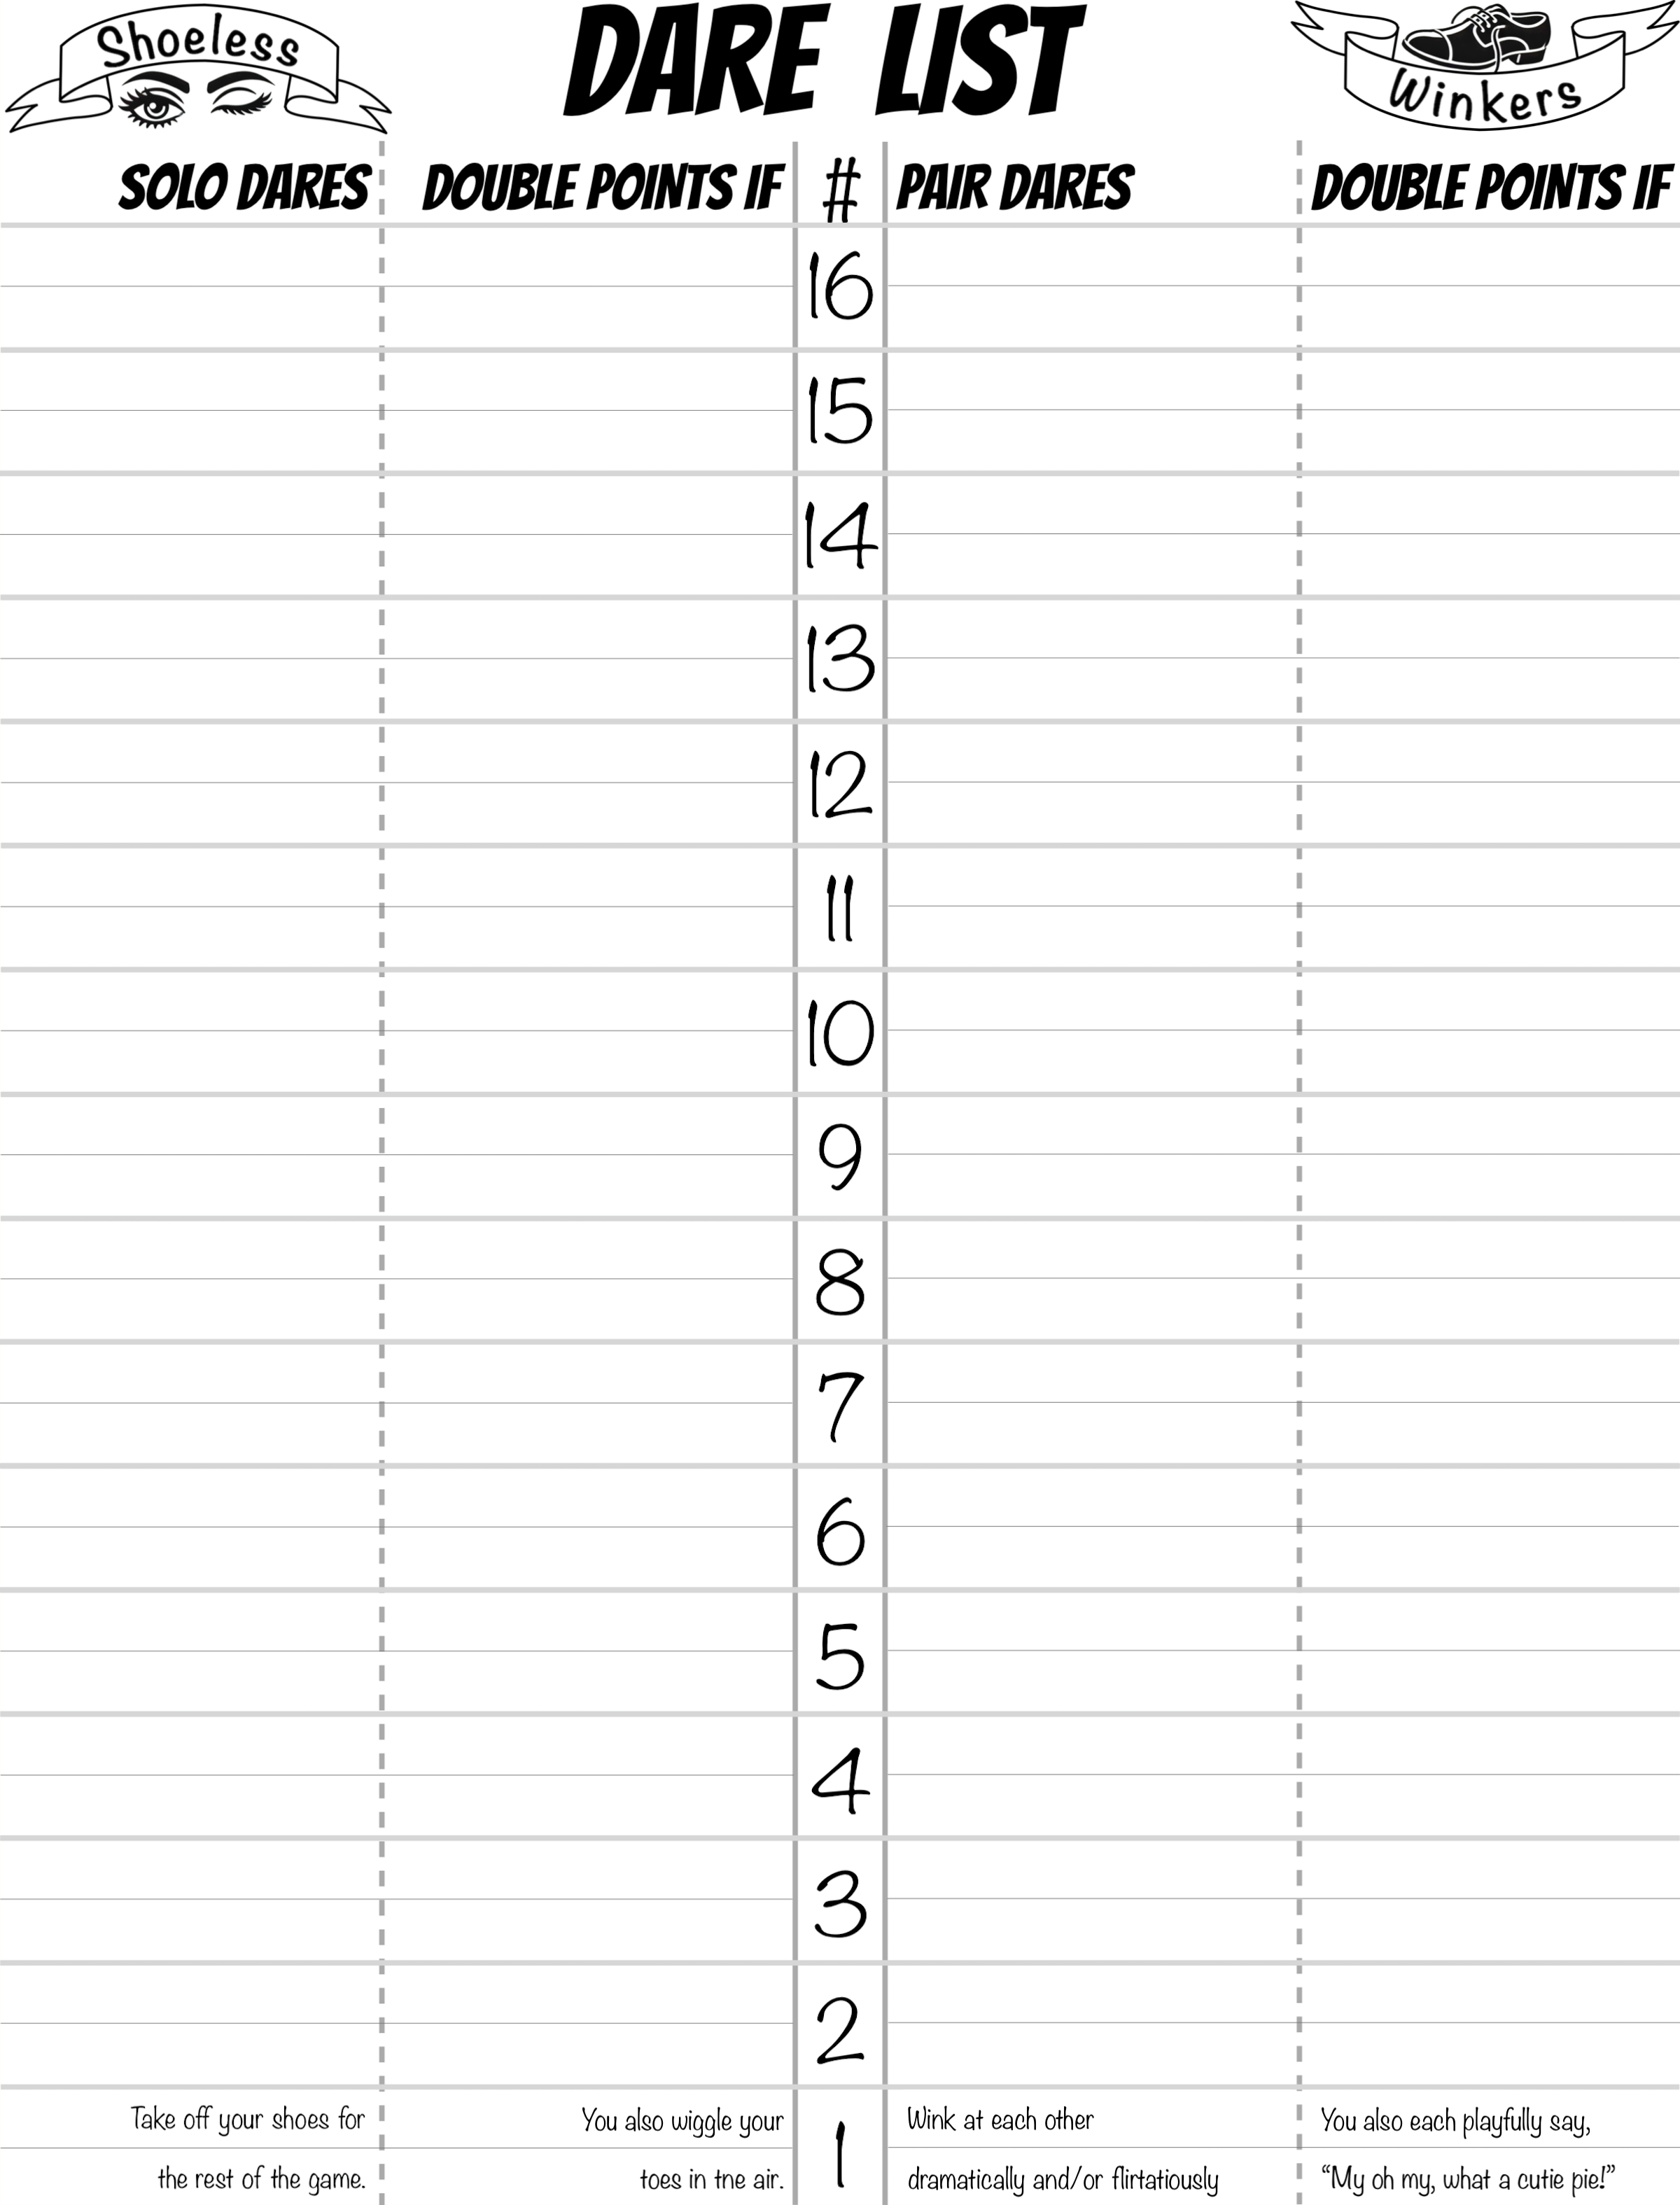 Shoeless
DARE LIST
Winkers
SOLO DARES
DOUBLE POINTS IF
#
PAIR DARES
DOUBLE POINTS IF
16
15
14
13
12
11
10
9
8
7
6
5
4
3
2
Take off your shoes for
the rest of the game.
You also wiggle your
toes in tne air.
1
Wink at each other
dramatically and/or flirtatiously
You also each playfully say,
“My oh my, what a cutie pie!”